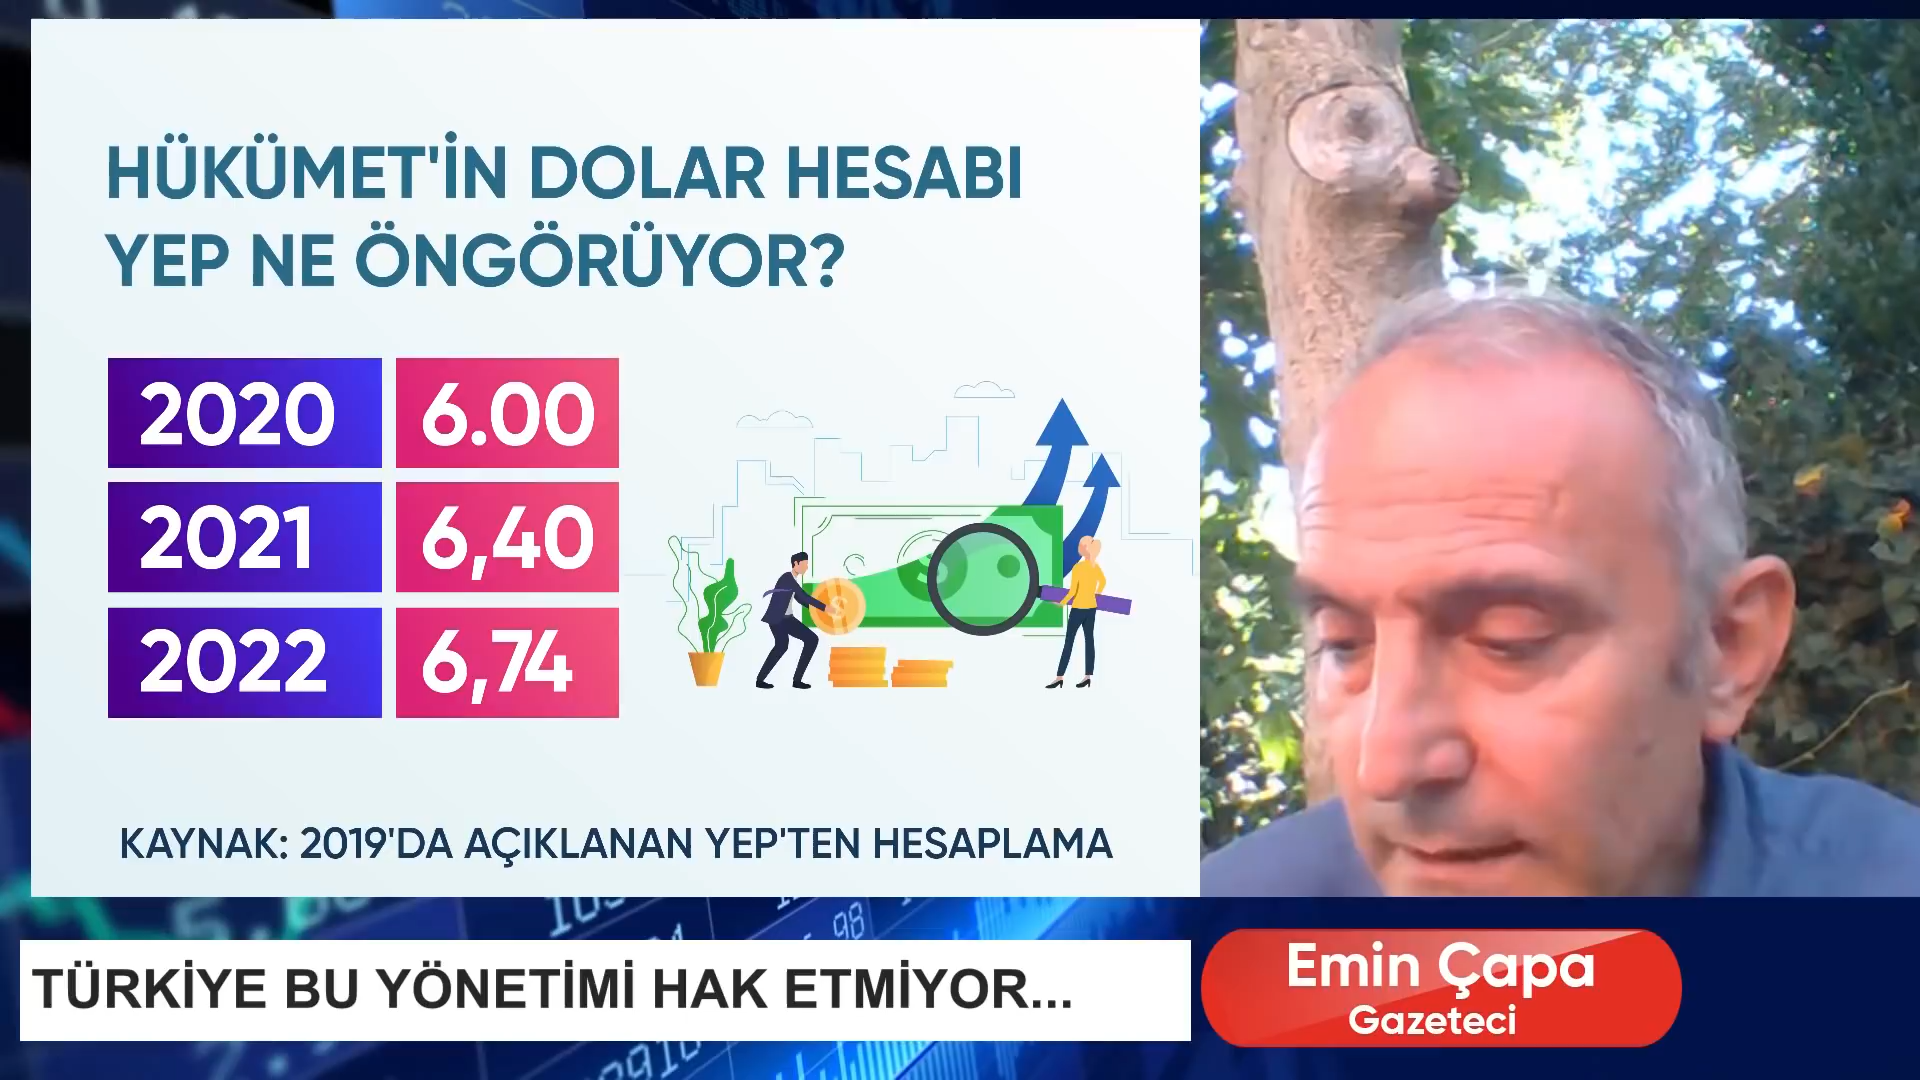 HÜKÜMET'İN DOLAR HESABI
YEP NE ÖNGÖRÜYOR?
2020 6.00
2021 6,40
2022 6,74
KAYNAK: 2019'DA AÇIKLANAN YEP'TEN HESAPLAMA
TÜRKİYE BU YÖNETİMİ HAK ETMİYOR...
Emin Çapa
Gazeteci